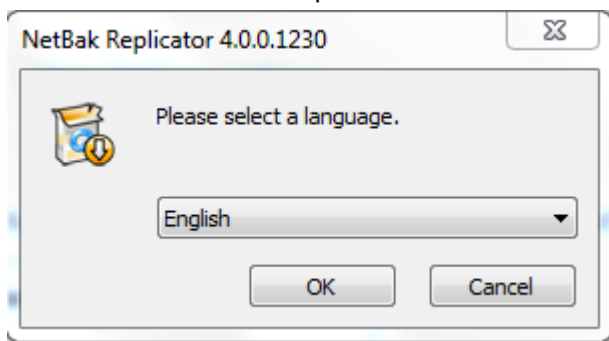 NetBak Replicator 4.0.0.1230
Please select a language.
English
OK Cancel